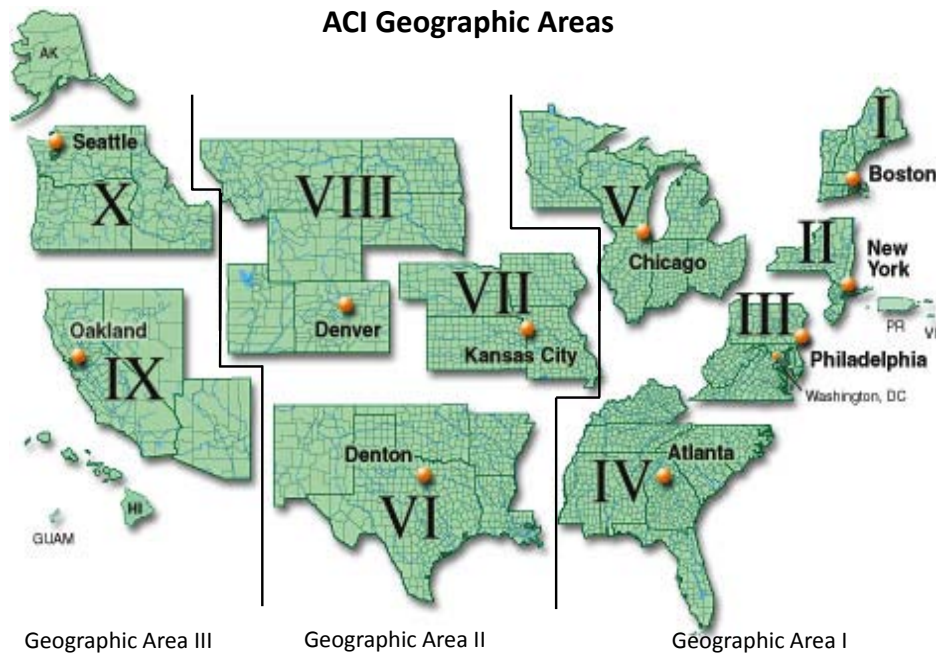 ACI Geographic Areas
AK
Seattle
X
VIII
V
Chicago
I
Boston
II
New
York
PR
VI
III
Philadelphia
Washington, DC
Denver
VII
Kansas City
Oakland
IX
HI
GUAM
Denton
VI
IV
Atlanta
Geographic Area III
Geographic Area II
Geographic Area I